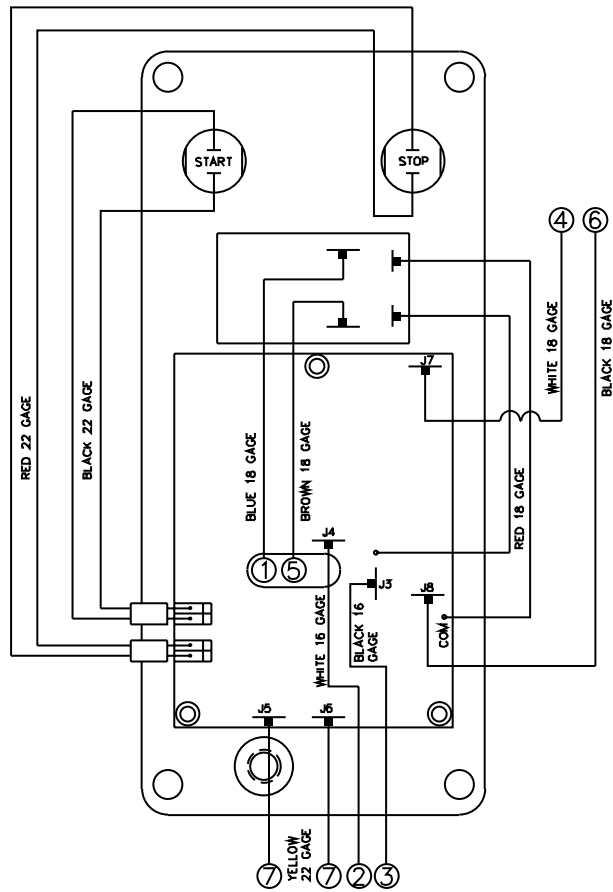 START
STOP
4
6
WHITE 18 GAGE
BLACK 18 GAGE
J7
RED 22 GAGE
BLACK 22 GAGE
BLUE 18 GAGE
BROWN 18 GAGE
RED 18 GAGE
J4
1
5
J3
J8
BLACK 16
GAGE
COM
WHITE 16 GAGE
J5
J6
YELLOW
22 GAGE
7
7
2
3